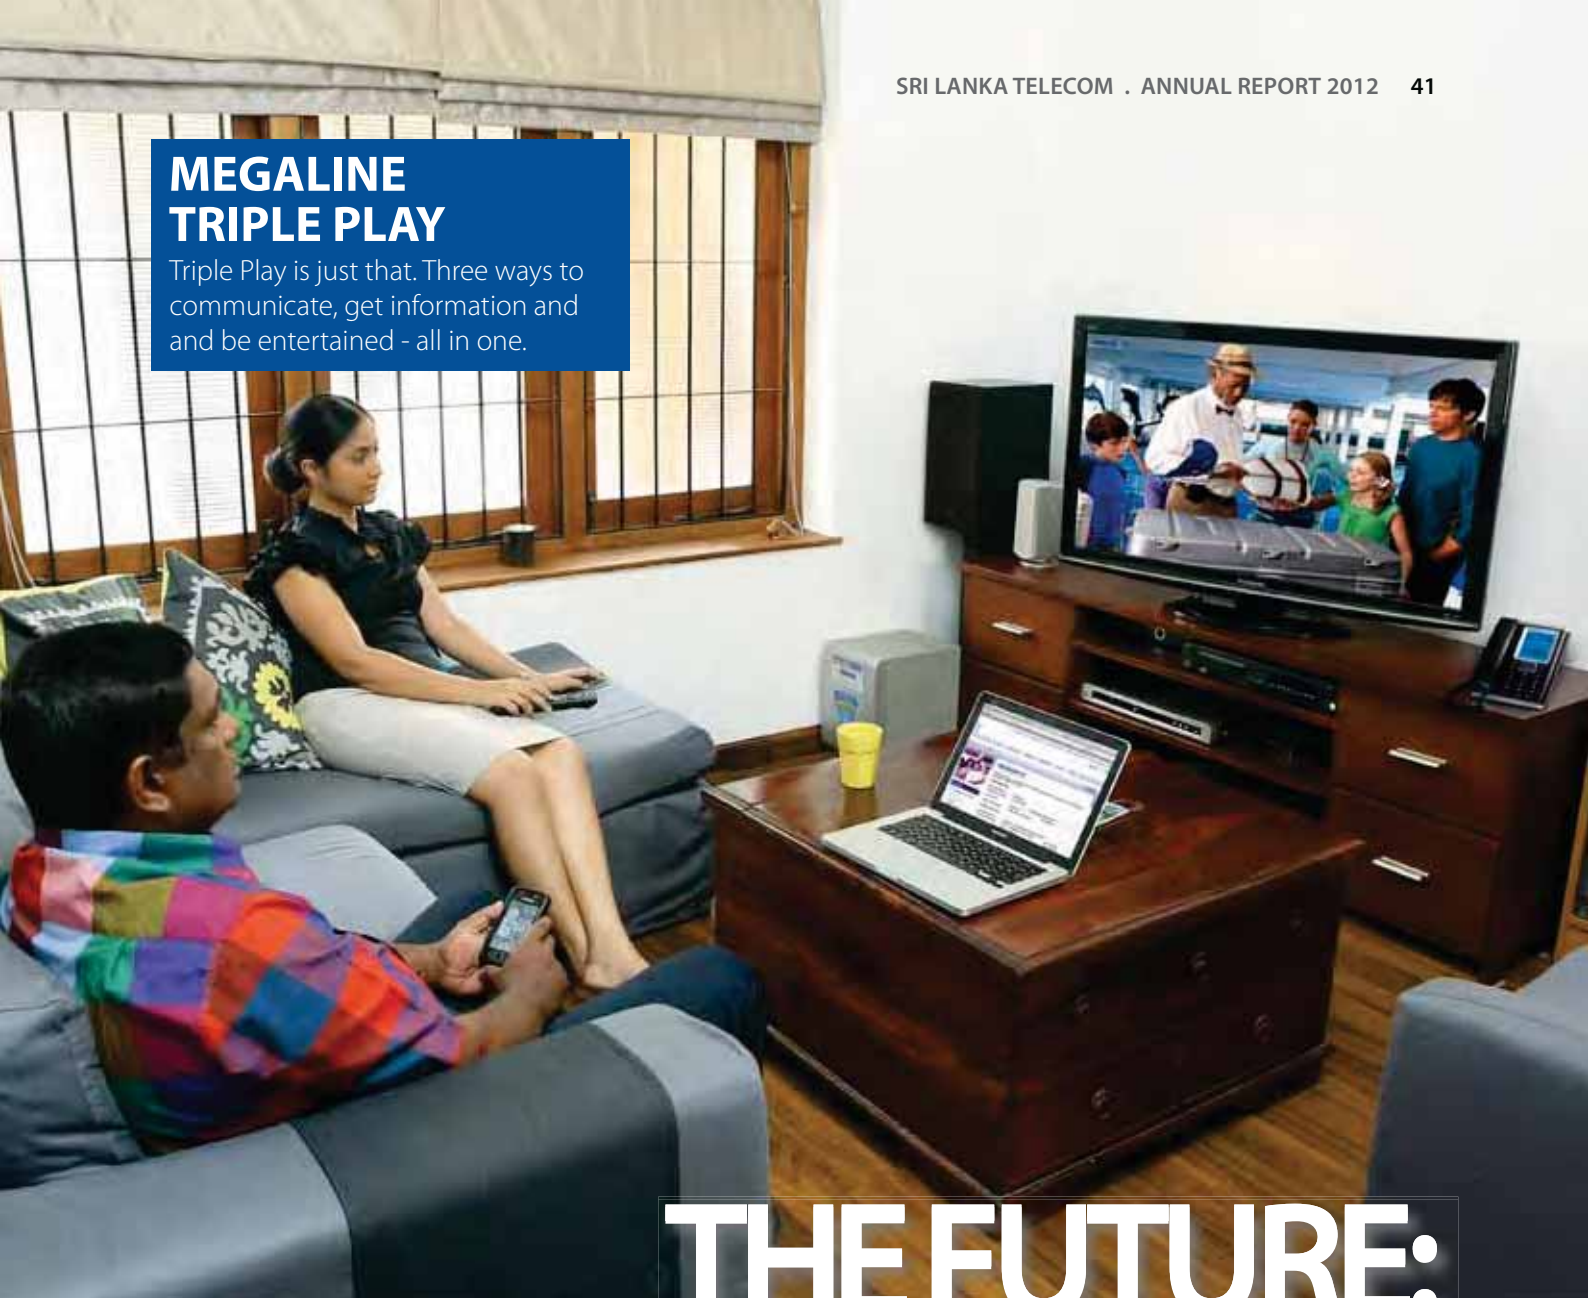 SRI LANKA TELECOM . ANNUAL REPORT 2012 41
MEGALINE
TRIPLE PLAY
Triple Play is just that. Three ways to
communicate, get information and
and be entertained - all in one.
THE FUTURE: